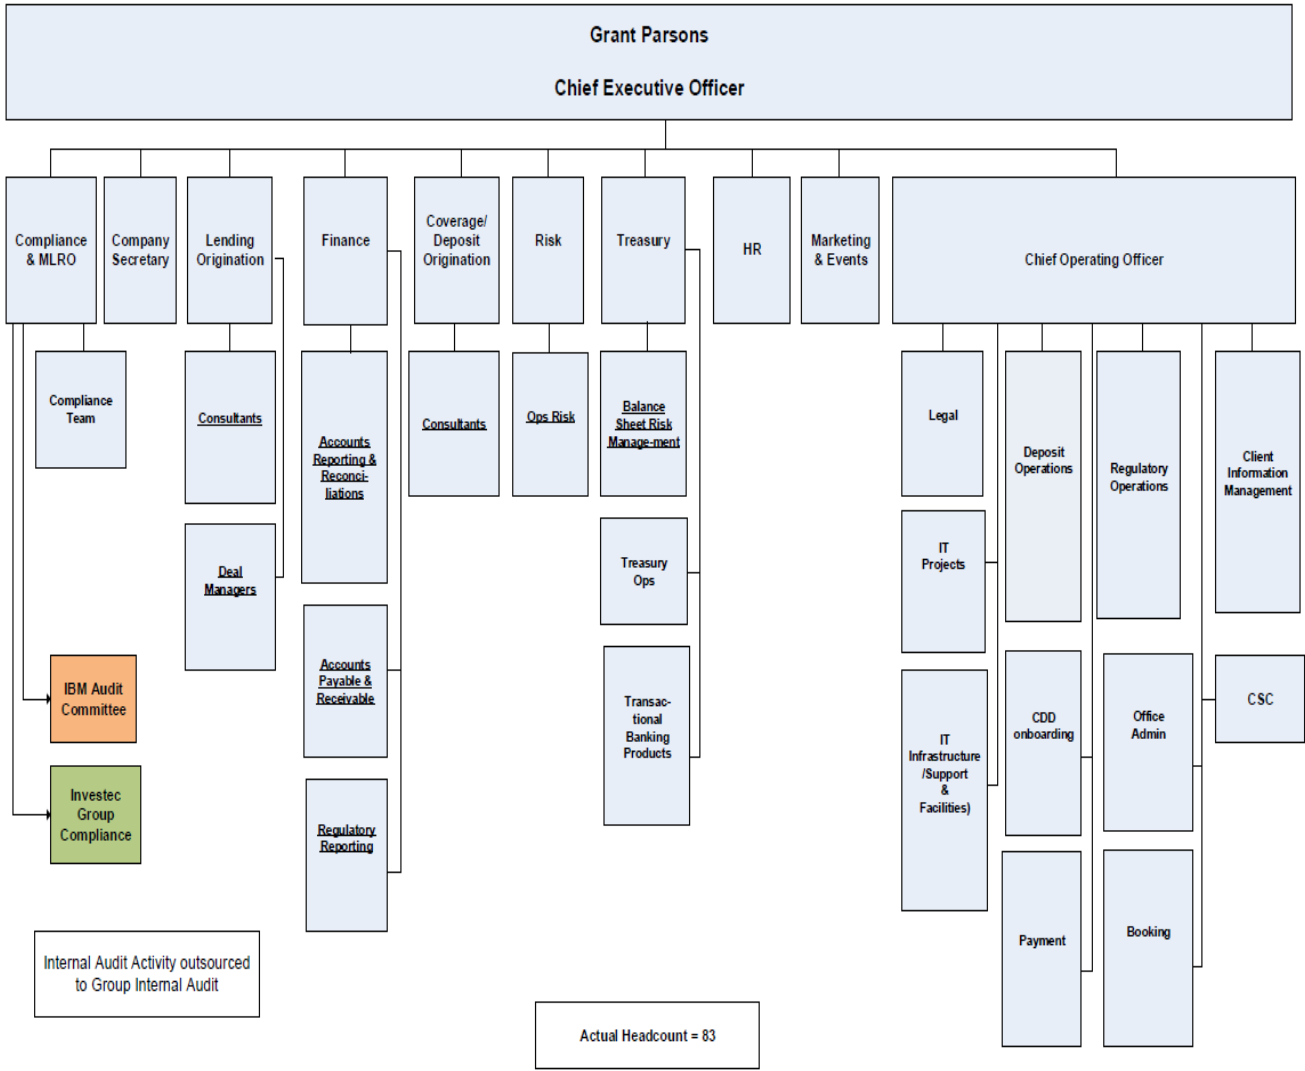 Grant Parsons
Chief Executive Officer
Compliance
& MLRO
Company
Secretary
Lending
Origination
Finance
Coverage/
Deposit
Origination
Risk
Treasury
HR
Marketing
& Events
Chief Operating Officer
Compliance
Team
Consultants
Deal
Managers
Accounts
Reporting &
Reconci-
liations
Accounts
Payable &
Receivable
Regulatory
Reporting
Consultants
Ops Risk
Balance
Sheet Risk
Manage-ment
Treasury
Ops
Transac-
tional
Banking
Products
Legal
IT
Projects
IT
Infrastructure
/Support
&
Facilities)
Deposit
Operations
CDD
onboarding
Payment
Regulatory
Operations
Office
Admin
Booking
Client
Information
Management
CSC
IBM Audit
Committee
Investec
Group
Compliance
Internal Audit Activity outsourced
to Group Internal Audit
Actual Headcount = 83